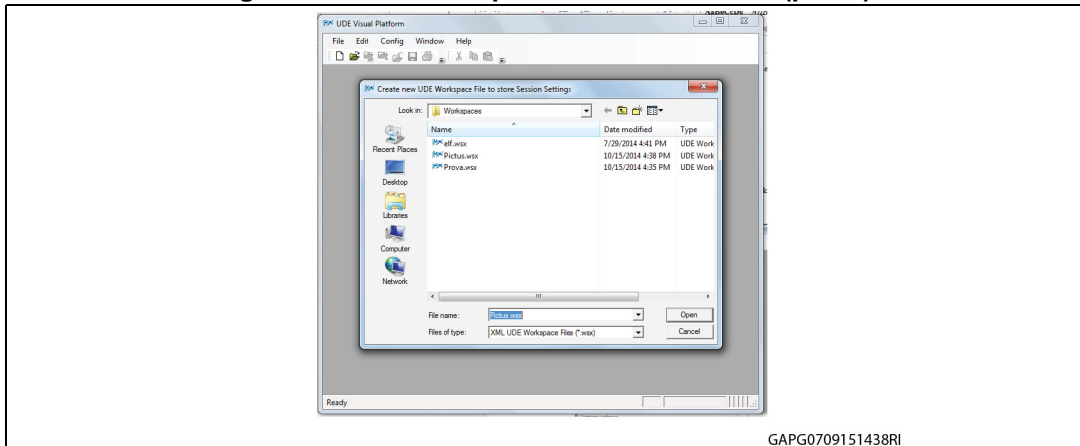 UDE Visual Platform
File Edit Config Window Help
Create new UDE Workspace File to store Session Settings
Look in: Workspaces
Name Date modified Type
elf.wsx 7/29/2014 4:41 PM UDE Work
Pictus.wsx 10/15/2014 4:38 PM UDE Work
Prova.wsx 10/15/2014 4:35 PM UDE Work
Recent Places
Desktop
Libraries
Computer
Network
File name: Pictus.wsx Open
Files of type: XML UDE Workspace Files (*.wsx) Cancel
Ready
GAPG0709151438RI